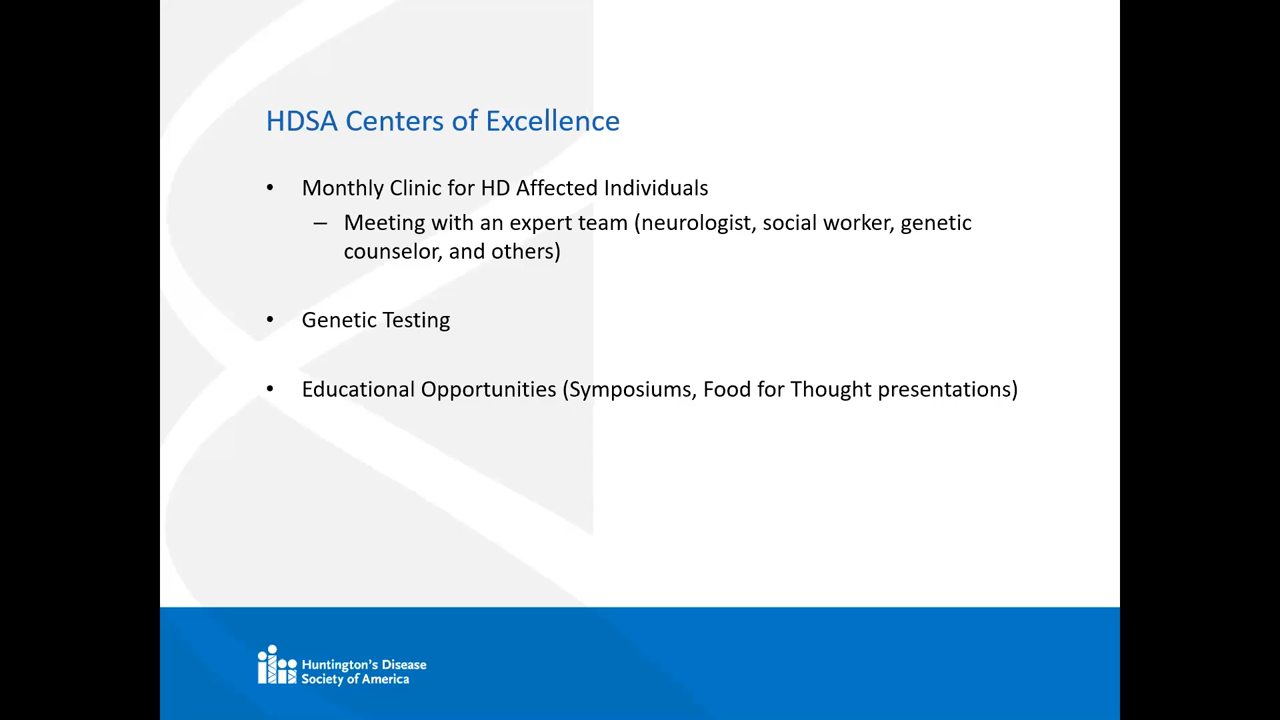 HDSA Centers of Excellence
• Monthly Clinic for HD Affected Individuals
– Meeting with an expert team (neurologist, social worker, genetic
counselor, and others)
• Genetic Testing
• Educational Opportunities (Symposiums, Food for Thought presentations)
Huntington's Disease
Society of America